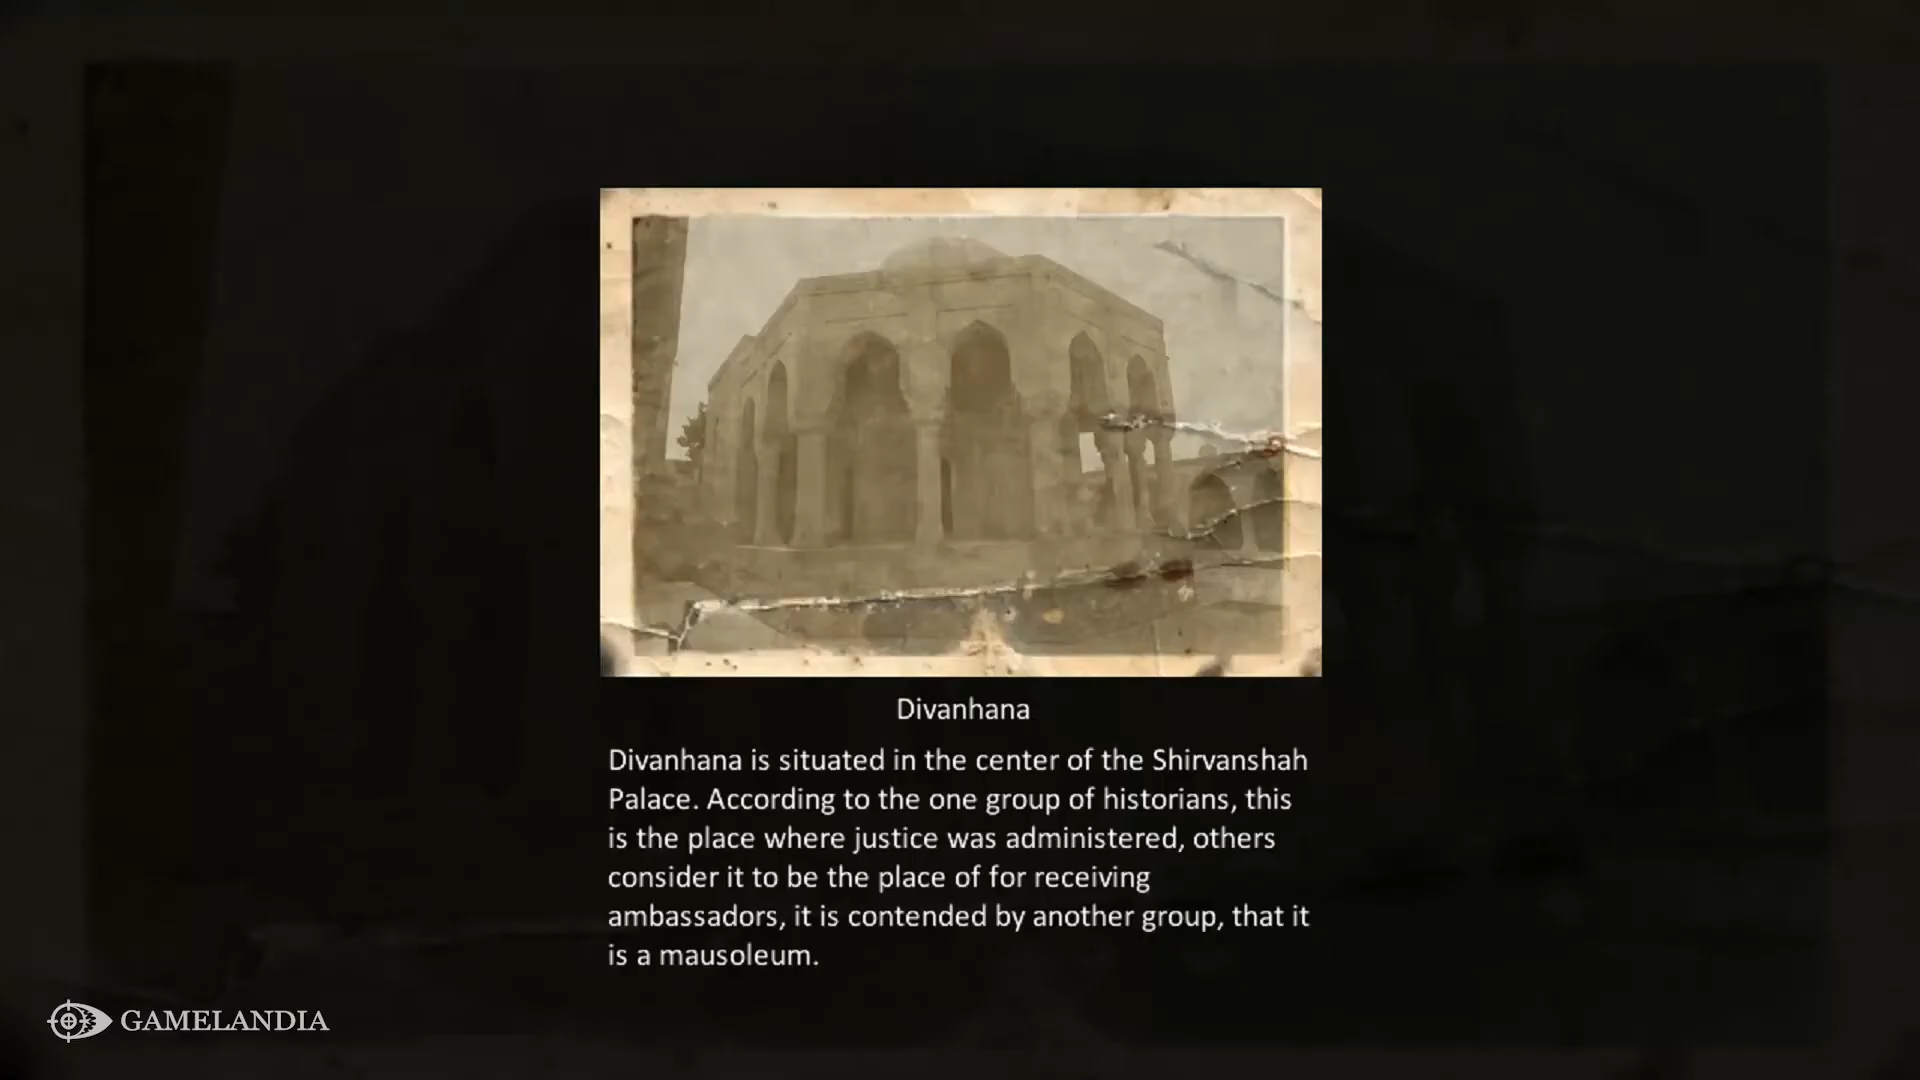 Divanhana
Divanhana is situated in the center of the Shirvanshah
Palace. According to the one group of historians, this
is the place where justice was administered, others
consider it to be the place of for receiving
ambassadors, it is contended by another group, that it
is a mausoleum.
GAMELANDIA